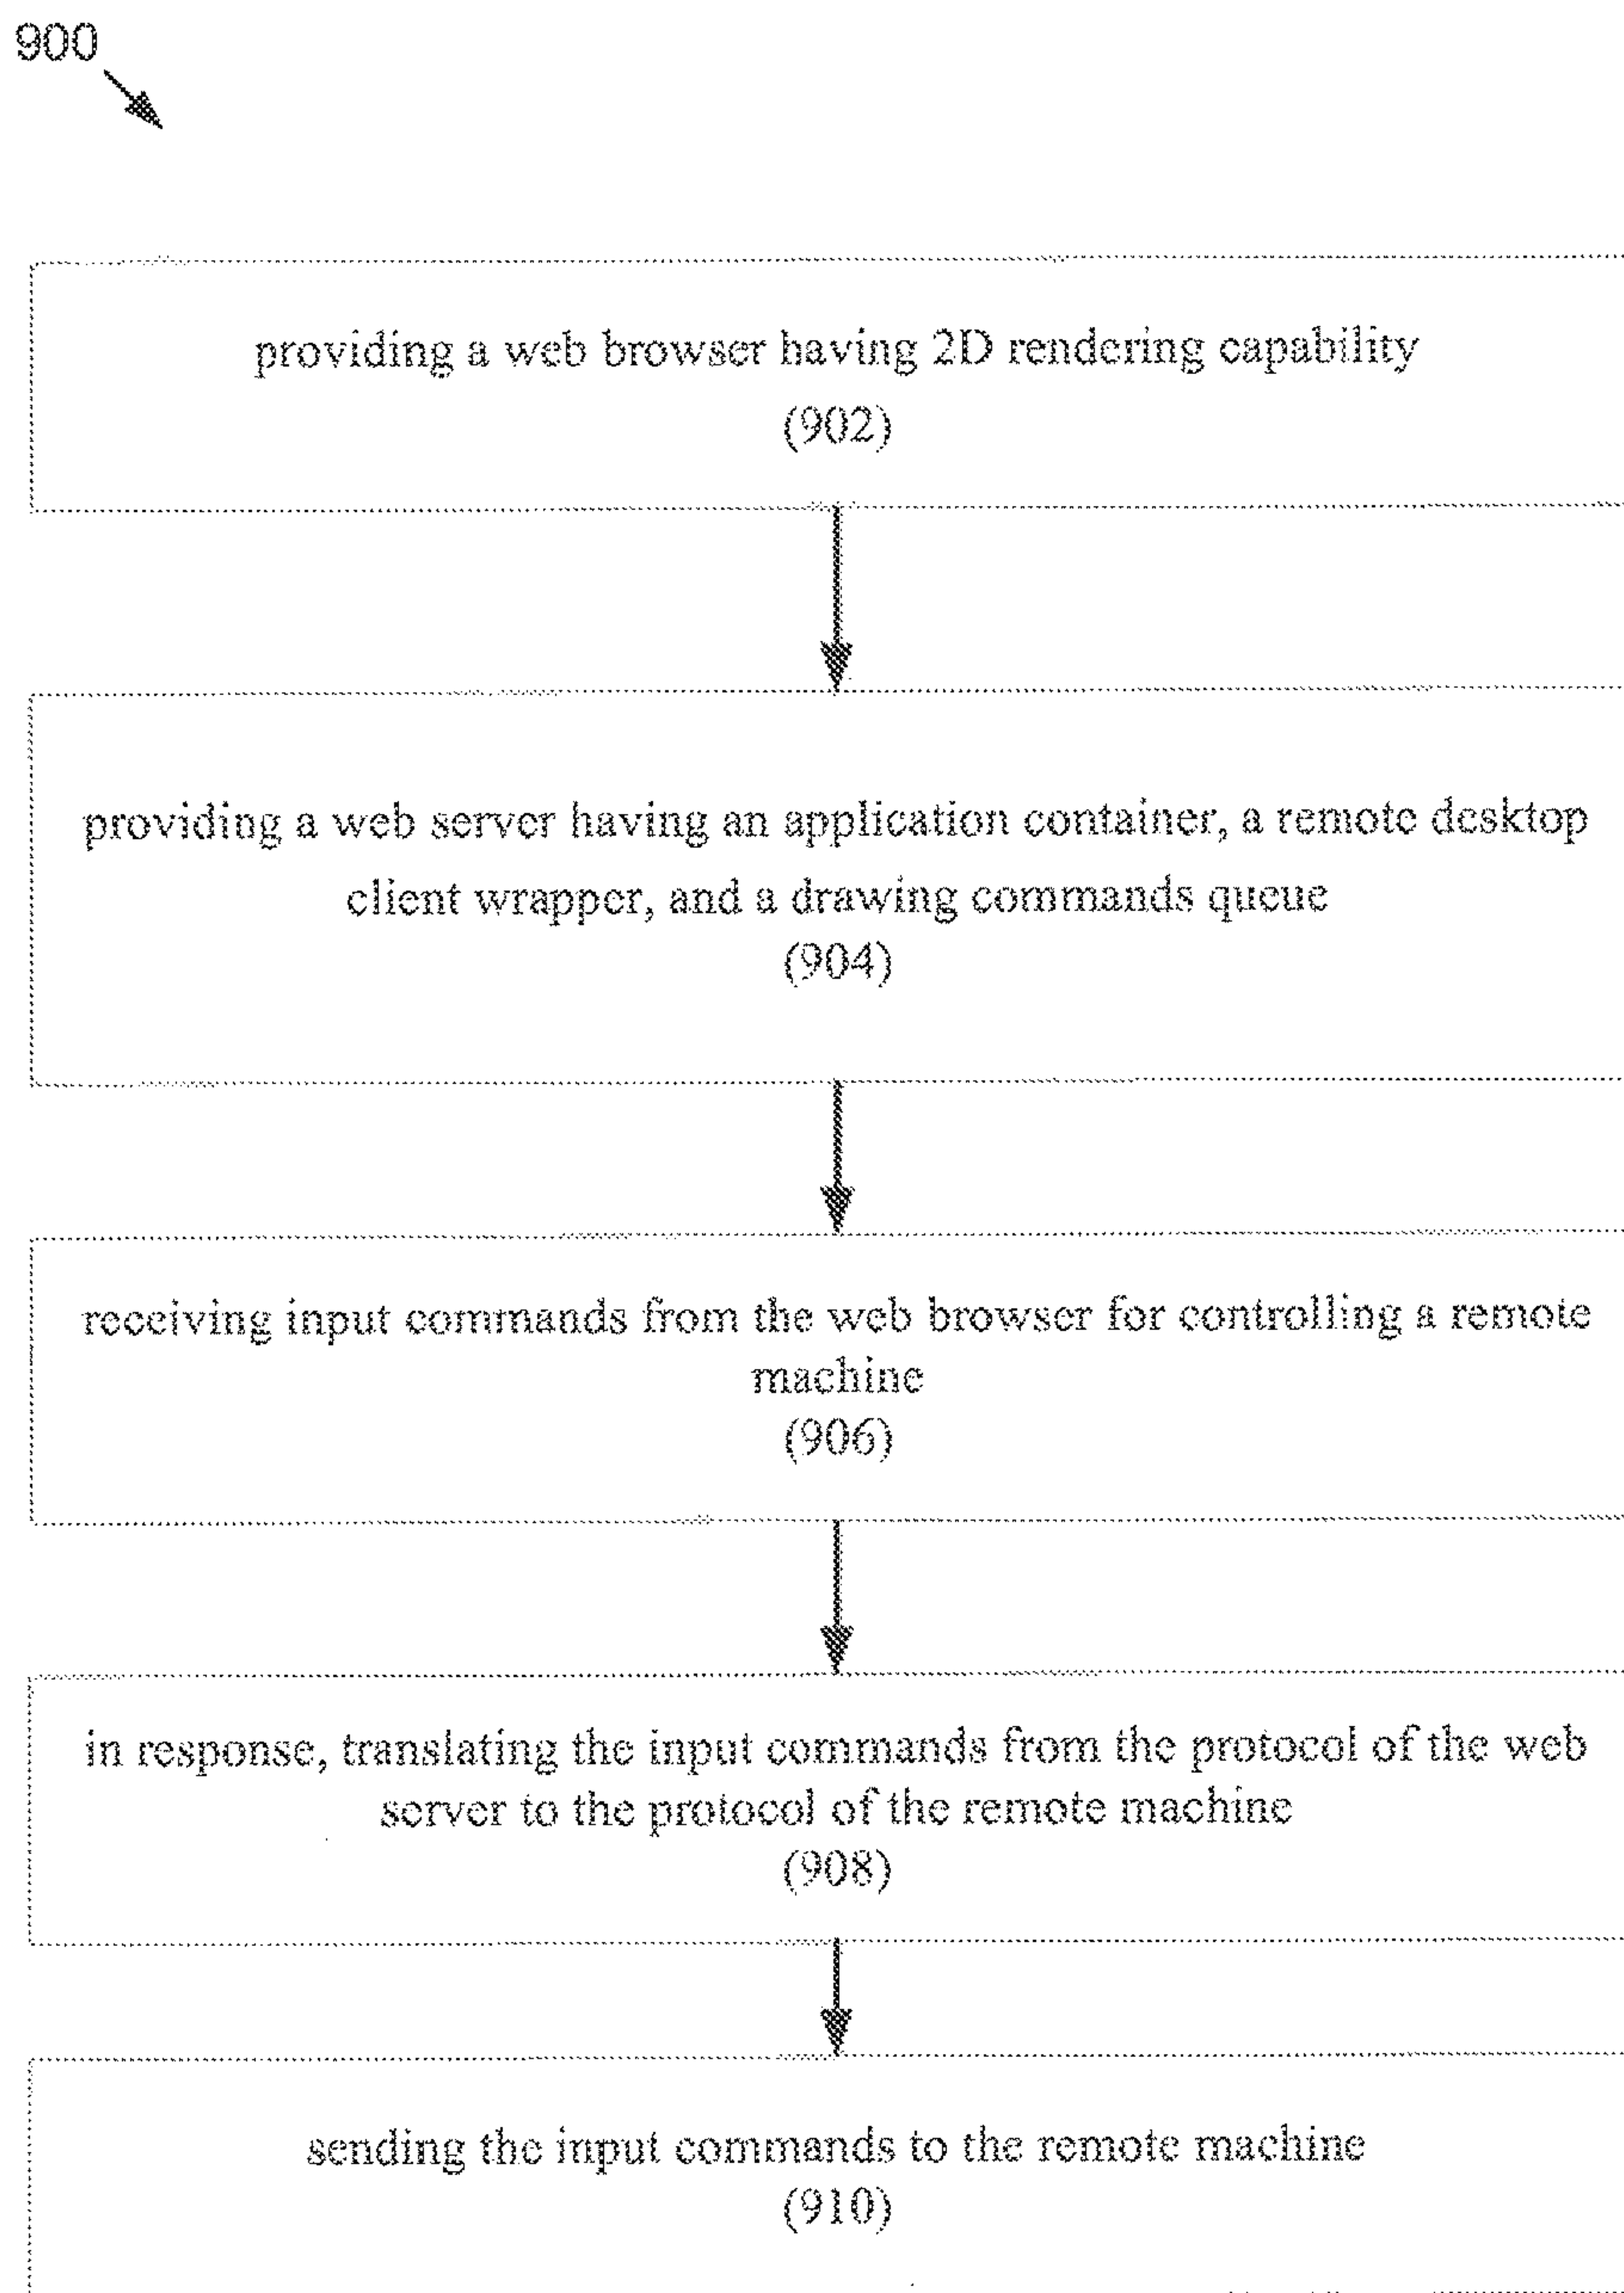 900
providing a web browser having 2D rendering capability
(902)
providing a web server having an application container, a remote desktop
client wrapper, and a drawing commands queue
(904)
receiving input commands from the web browser for controlling a remote
machine
(906)
in response, translating the input commands from the protocol of the web
server to the protocol of the remote machine
(908)
sending the input commands to the remote machine
(910)